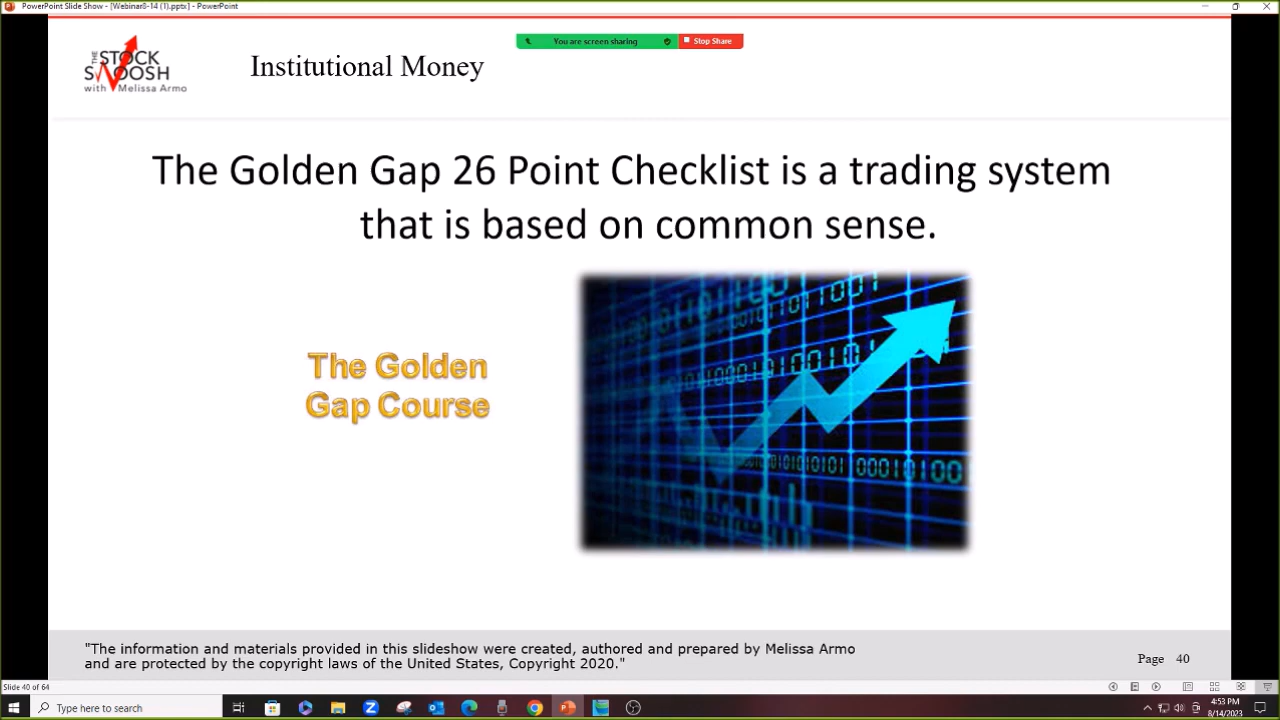 PowerPoint Slide Show - [Webinar8-14 (1).pptx] - PowerPoint
You are screen sharing
Stop Share
THE
STOCK
SWOOSH
with Melissa Armo
Institutional Money
The Golden Gap 26 Point Checklist is a trading system
that is based on common sense.
The Golden
Gap Course
"The information and materials provided in this slideshow were created, authored and prepared by Melissa Armo
and are protected by the copyright laws of the United States, Copyright 2020."
Page 40
Slide 40 of 64
Type here to search
4:53 PM
8/14/2023